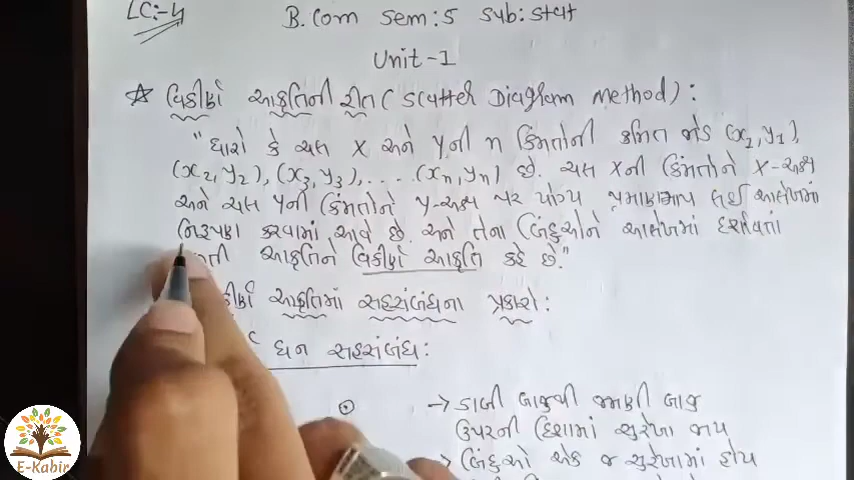 LC:-4
B.Com Sem:5 Sub:Stat
Unit-1
☆ વિકીર્ણ આકૃતિની રીત (Scatter Diagram Method):
"ધારો કે ચલ X અને Y ની n કિંમતોની ક્રમિત જોડ (x1, y1),
(x2, y2), (x3, y3), .... (xn, yn) છે. ચલ X ની કિંમતોને X-અક્ષ
અને ચલ Y ની કિંમતોને Y-અક્ષ પર યોગ્ય પ્રમાણમાપ લઈ આલેખમાં
નિરૂપણ કરવામાં આવે છે. અને તેના બિંદુઓને આલેખમાં દર્શાવતાં
આકૃતિને વિકીર્ણ આકૃતિ કહે છે."
આકૃતિમાં સહસંબંધના પ્રકારો:
ધન સહસંબંધ:
→ ડાબી બાજુથી જમણી બાજુ
ઉપરની દિશામાં સુરેખા જાય
→ બિંદુઓ એક જ સુરેખામાં હોય
E-Kabir